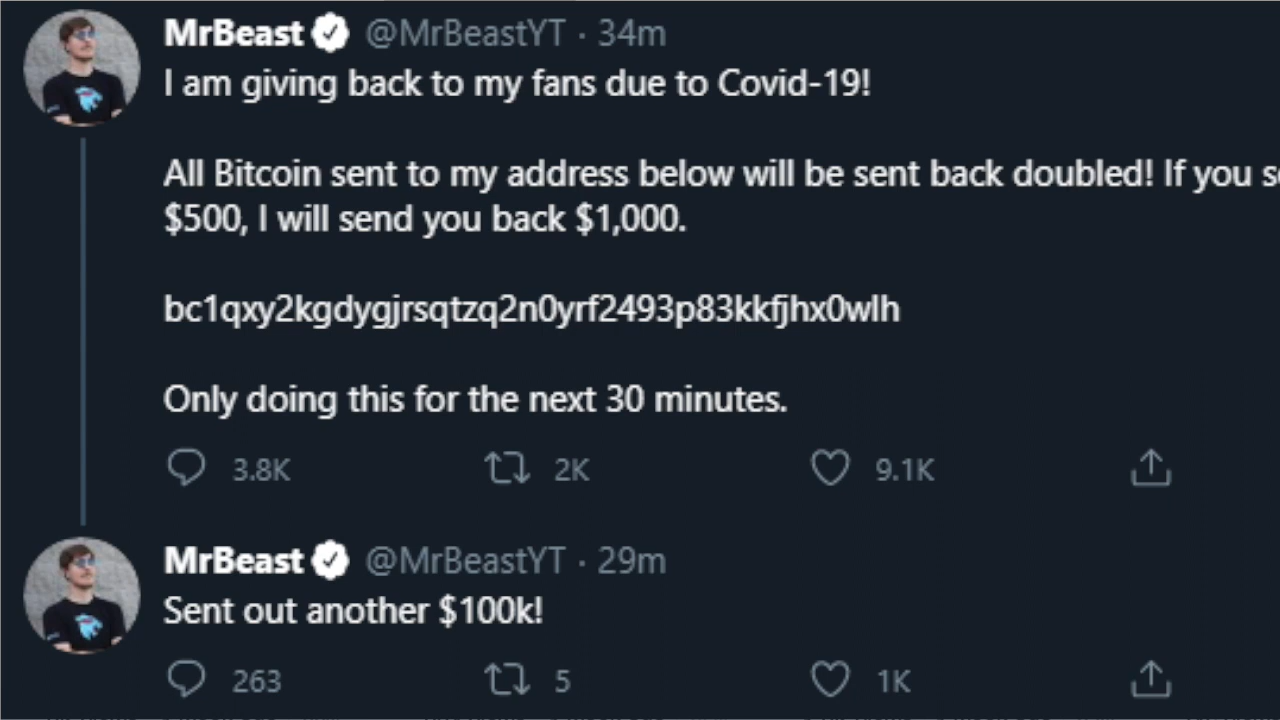 MrBeast @MrBeastYT · 34m
I am giving back to my fans due to Covid-19!
All Bitcoin sent to my address below will be sent back doubled! If you
$500, I will send you back $1,000.
bc1qxy2kgdygjrsqtzq2n0yrf2493p83kkfjhx0wlh
Only doing this for the next 30 minutes.
3.8K 2K 9.1K
MrBeast @MrBeastYT · 29m
Sent out another $100k!
263 5 1K